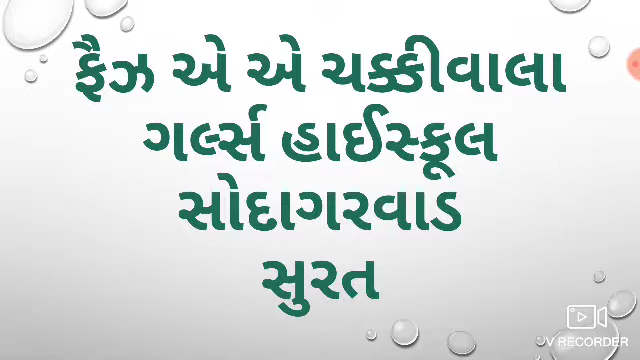 ફૈઝ એ એ ચક્કીવાલા
ગર્લ્સ હાઈસ્કૂલ
સોદાગરવાડ
સુરત
V RECORDER